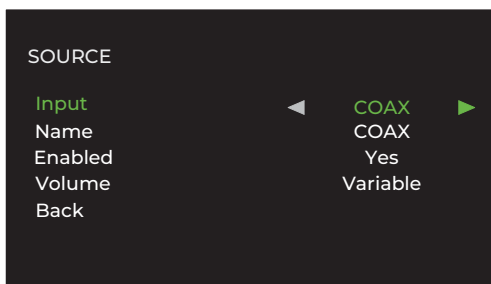 SOURCE
Input COAX
Name COAX
Enabled Yes
Volume Variable
Back